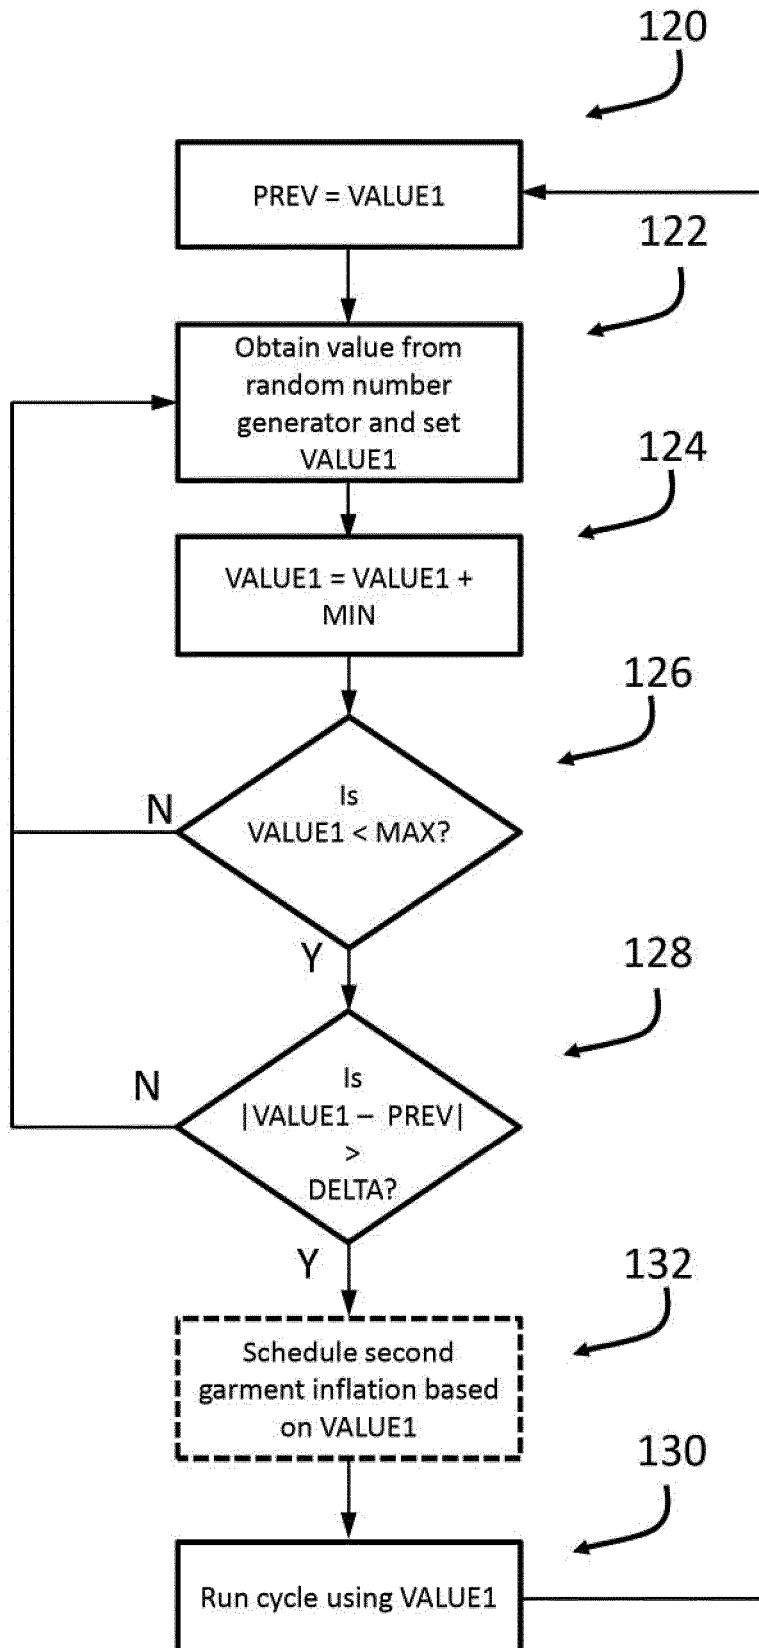 120
PREV = VALUE1
122
Obtain value from
random number
generator and set
VALUE1
124
VALUE1 = VALUE1 +
MIN
126
Is
VALUE1 < MAX?
N
Y
128
Is
|VALUE1 – PREV|
>
DELTA?
N
Y
132
Schedule second
garment inflation based
on VALUE1
130
Run cycle using VALUE1